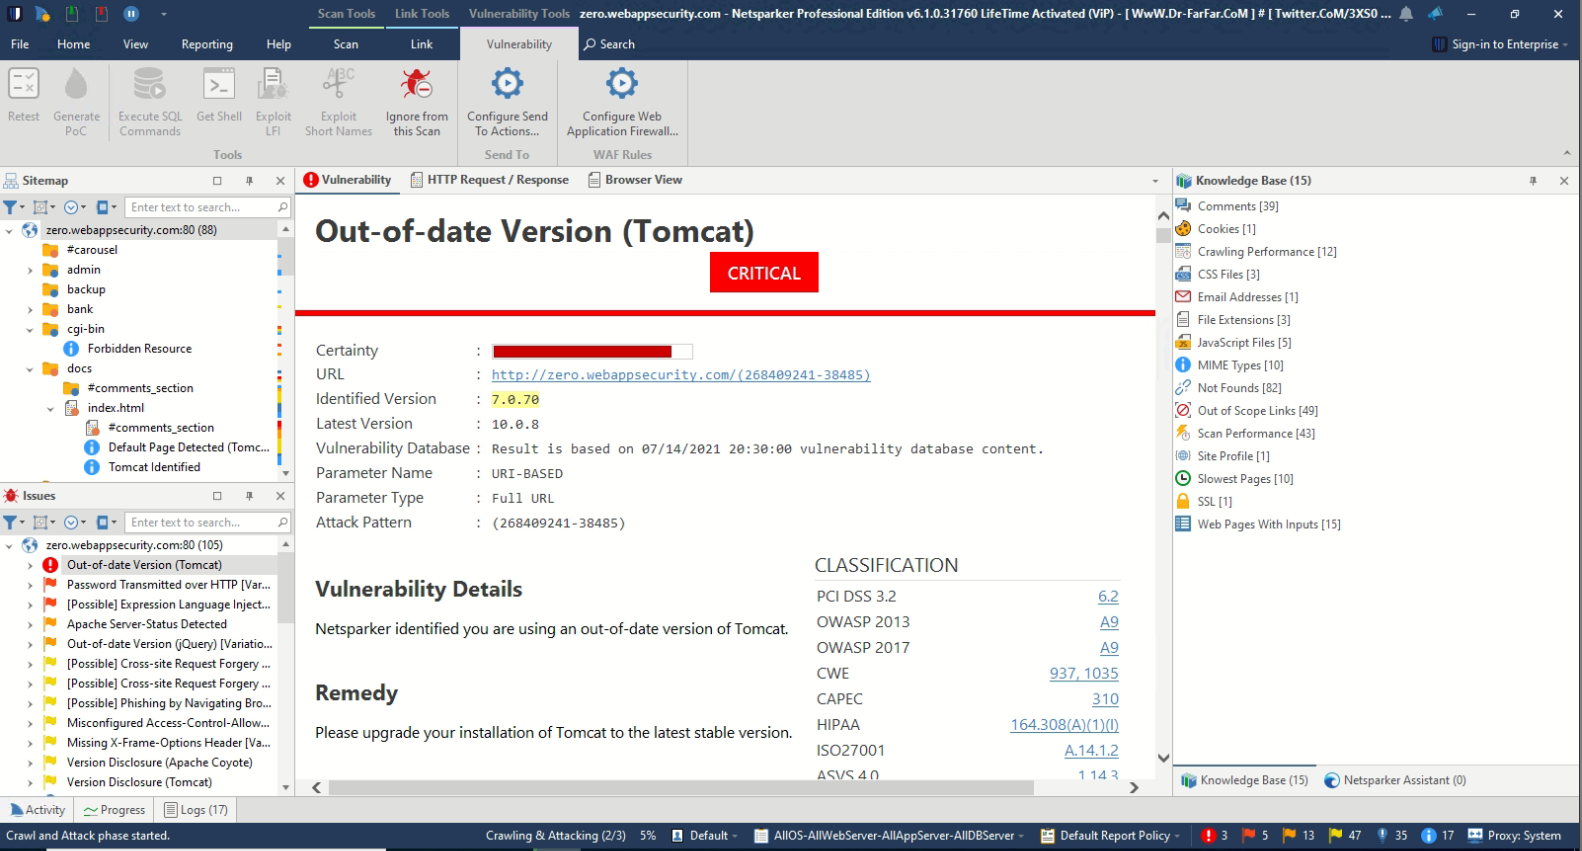 Scan Tools Link Tools Vulnerability Tools zero.webappsecurity.com - Netsparker Professional Edition v6.1.0.31760 LifeTime Activated (ViP) - [ WwW.Dr-FarFar.CoM ] # [ Twitter.CoM/3XS0 ...
File Home View Reporting Help Scan Link Vulnerability Search Sign-in to Enterprise
Retest
Generate PoC
Execute SQL Commands
Get Shell
Exploit LFI
ABC
Exploit Short Names
Ignore from this Scan
Configure Send To Actions...
Configure Web Application Firewall...
Tools Send To WAF Rules
Sitemap
Enter text to search...
zero.webappsecurity.com:80 (88)
#carousel
admin
backup
bank
cgi-bin
Forbidden Resource
docs
#comments_section
index.html
#comments_section
Default Page Detected (Tomc...
Tomcat Identified
Issues
Enter text to search...
zero.webappsecurity.com:80 (105)
Out-of-date Version (Tomcat)
Password Transmitted over HTTP [Var...
[Possible] Expression Language Inject...
Apache Server-Status Detected
Out-of-date Version (jQuery) [Variatio...
[Possible] Cross-site Request Forgery ...
[Possible] Cross-site Request Forgery ...
[Possible] Phishing by Navigating Bro...
Misconfigured Access-Control-Allow...
Missing X-Frame-Options Header [Va...
Version Disclosure (Apache Coyote)
Version Disclosure (Tomcat)
Vulnerability HTTP Request / Response Browser View
Out-of-date Version (Tomcat)
CRITICAL
Certainty :
URL : http://zero.webappsecurity.com/(268409241-38485)
Identified Version : 7.0.70
Latest Version : 10.0.8
Vulnerability Database : Result is based on 07/14/2021 20:30:00 vulnerability database content.
Parameter Name : URI-BASED
Parameter Type : Full URL
Attack Pattern : (268409241-38485)
Vulnerability Details
Netsparker identified you are using an out-of-date version of Tomcat.
Remedy
Please upgrade your installation of Tomcat to the latest stable version.
CLASSIFICATION
PCI DSS 3.2 6.2
OWASP 2013 A9
OWASP 2017 A9
CWE 937, 1035
CAPEC 310
HIPAA 164.308(A)(1)(I)
ISO27001 A.14.1.2
ASVS 4.0 1.14.3
Knowledge Base (15)
Comments [39]
Cookies [1]
Crawling Performance [12]
CSS Files [3]
Email Addresses [1]
File Extensions [3]
JavaScript Files [5]
MIME Types [10]
Not Founds [82]
Out of Scope Links [49]
Scan Performance [43]
Site Profile [1]
Slowest Pages [10]
SSL [1]
Web Pages With Inputs [15]
Knowledge Base (15) Netsparker Assistant (0)
Activity Progress Logs (17)
Crawl and Attack phase started. Crawling & Attacking (2/3) 5% Default AllOS-AllWebServer-AllAppServer-AllDBServer Default Report Policy 3 5 13 47 35 17 Proxy: System